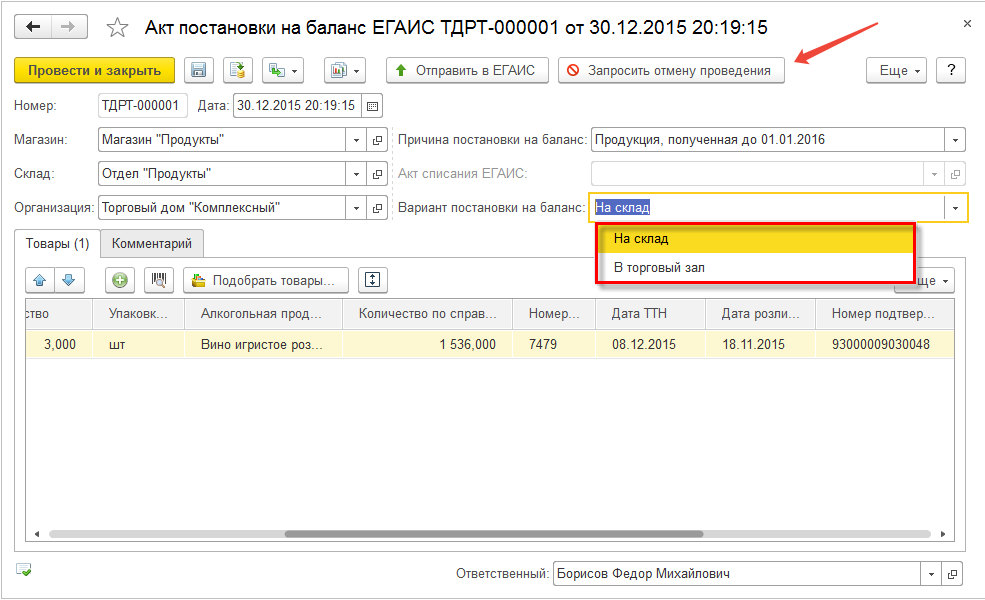 Акт постановки на баланс ЕГАИС ТДРТ-000001 от 30.12.2015 20:19:15
Провести и закрыть Отправить в ЕГАИС Запросить отмену проведения Еще ?
Номер: ТДРТ-000001 Дата: 30.12.2015 20:19:15
Магазин: Магазин "Продукты" Причина постановки на баланс: Продукция, полученная до 01.01.2016
Склад: Отдел "Продукты" Акт списания ЕГАИС:
Организация: Торговый дом "Комплексный" Вариант постановки на баланс: На склад
На склад
В торговый зал
Товары (1) Комментарий
Подобрать товары... ще
ство Упаковк... Алкогольная прод... Количество по справ... Номер... Дата ТТН Дата розли... Номер подтвер...
3,000 шт Вино игристое роз... 1 536,000 7479 08.12.2015 18.11.2015 93000009030048
Ответственный: Борисов Федор Михайлович